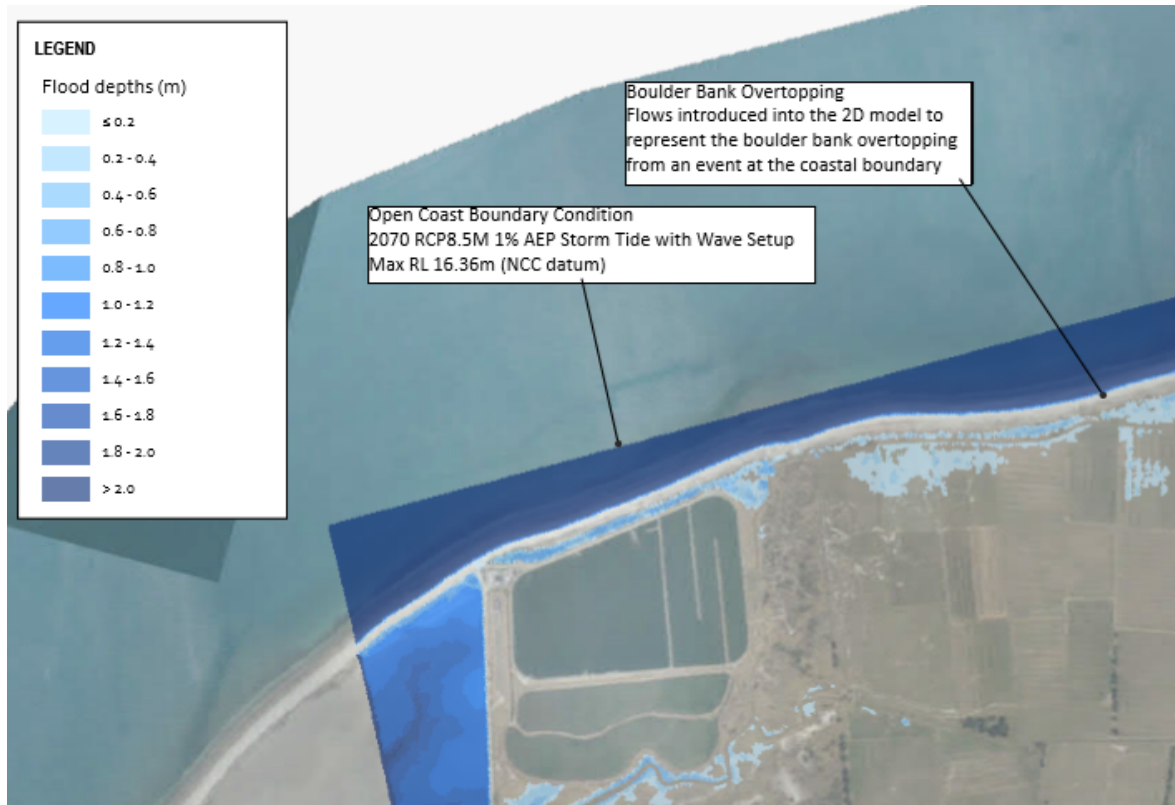 LEGEND
Flood depths (m)
≤ 0.2
0.2 - 0.4
0.4 - 0.6
0.6 - 0.8
0.8 - 1.0
1.0 - 1.2
1.2 - 1.4
1.4 - 1.6
1.6 - 1.8
1.8 - 2.0
> 2.0
Boulder Bank Overtopping
Flows introduced into the 2D model to
represent the boulder bank overtopping
from an event at the coastal boundary
Open Coast Boundary Condition
2070 RCP8.5M 1% AEP Storm Tide with Wave Setup
Max RL 16.36m (NCC datum)